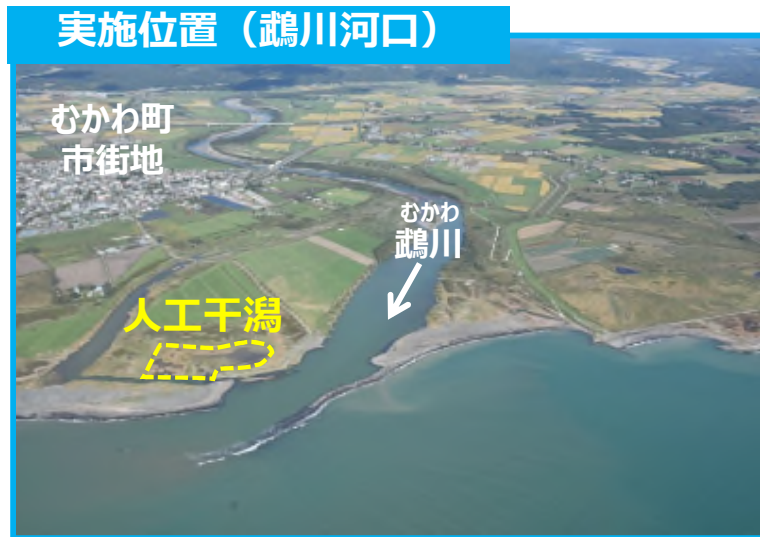 実施位置（鵡川河口）
むかわ町
市街地
むかわ
鵡川
人工干潟